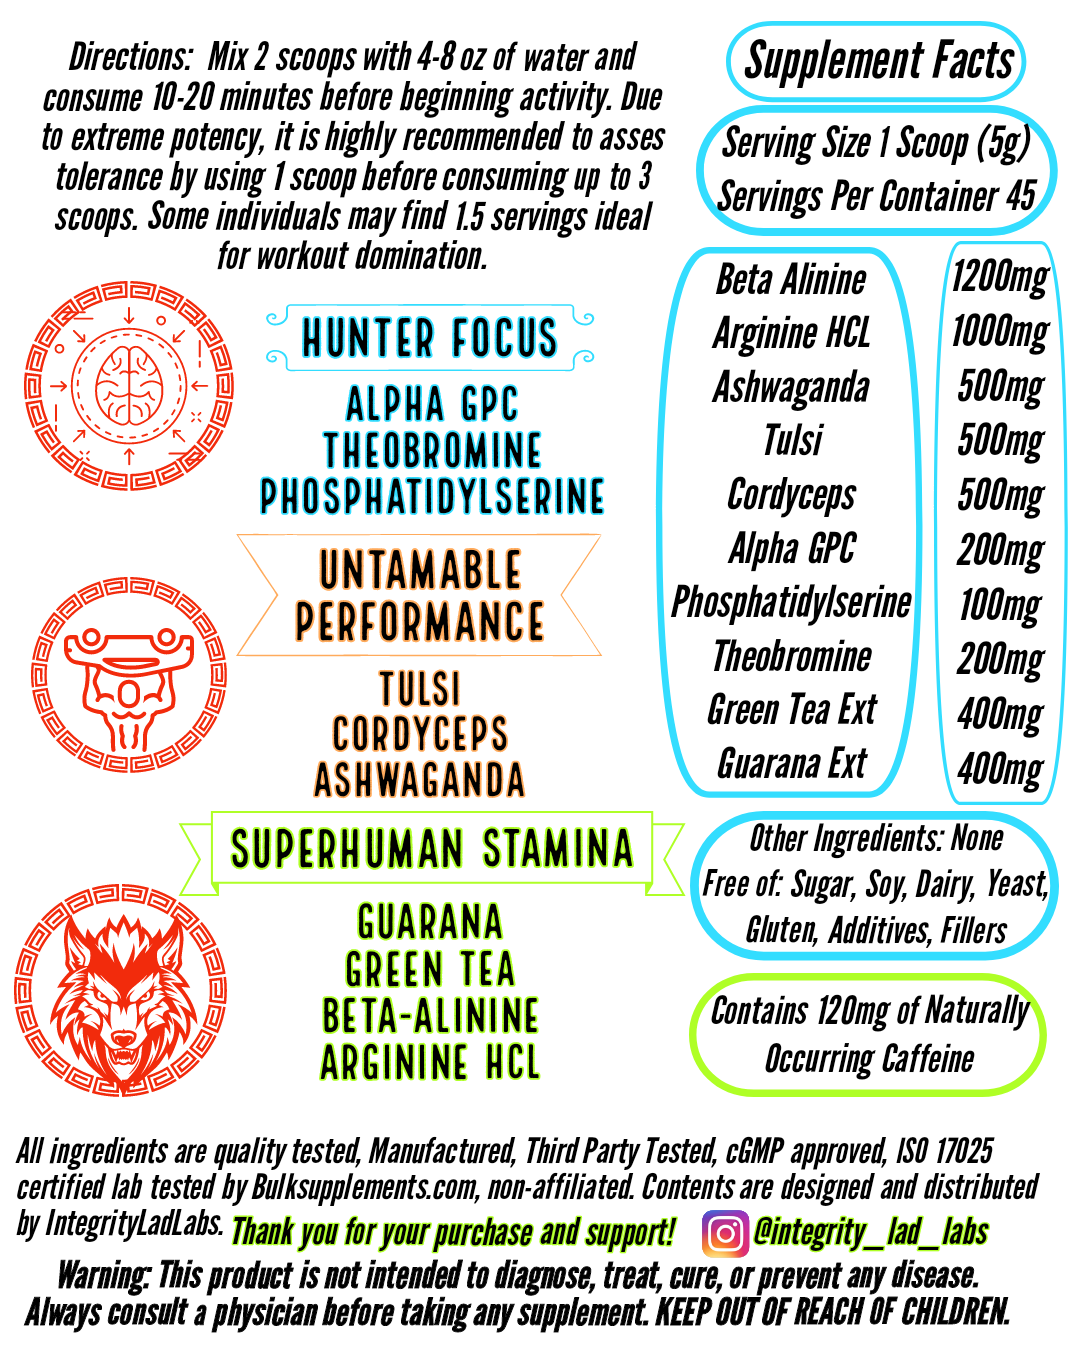 Directions:  Mix 2 scoops with 4-8 oz of water and
consume 10-20 minutes before beginning activity. Due
to extreme potency, it is highly recommended to asses
tolerance by using 1 scoop before consuming up to 3
scoops. Some individuals may find 1.5 servings ideal
for workout domination.
HUNTER FOCUS
ALPHA GPC
THEOBROMINE
PHOSPHATIDYLSERINE
UNTAMABLE
PERFORMANCE
TULSI
CORDYCEPS
ASHWAGANDA
SUPERHUMAN STAMINA
GUARANA
GREEN TEA
BETA-ALININE
ARGININE HCL
Supplement Facts
Serving Size 1 Scoop (5g)
Servings Per Container 45
Beta Alinine 1200mg
Arginine HCL 1000mg
Ashwaganda 500mg
Tulsi 500mg
Cordyceps 500mg
Alpha GPC 200mg
Phosphatidylserine 100mg
Theobromine 200mg
Green Tea Ext 400mg
Guarana Ext 400mg
Other Ingredients: None
Free of: Sugar, Soy, Dairy, Yeast,
Gluten, Additives, Fillers
Contains 120mg of Naturally
Occurring Caffeine
All ingredients are quality tested, Manufactured, Third Party Tested, cGMP approved, ISO 17025
certified lab tested by Bulksupplements.com, non-affiliated. Contents are designed and distributed
by IntegrityLadLabs. Thank you for your purchase and support! @integrity_lad_labs
Warning: This product is not intended to diagnose, treat, cure, or prevent any disease.
Always consult a physician before taking any supplement. KEEP OUT OF REACH OF CHILDREN.